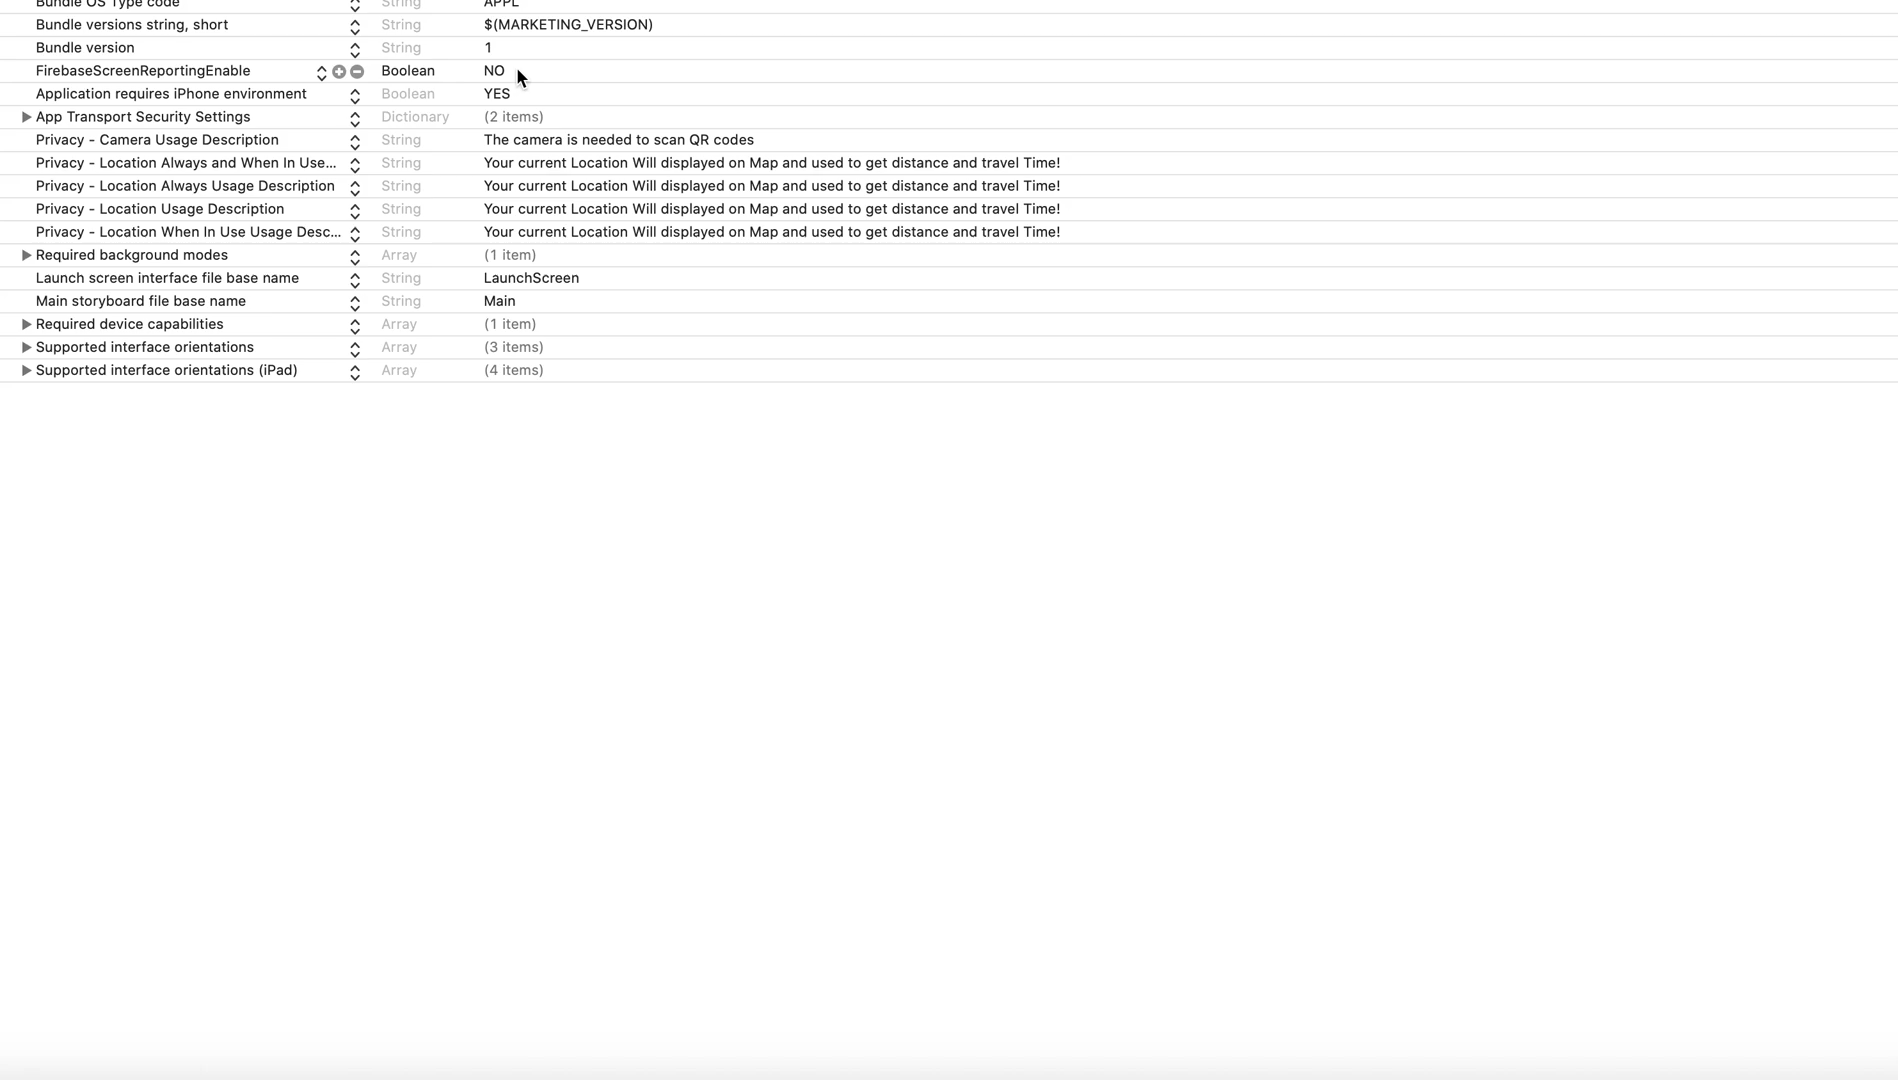 Bundle OS Type code String APPL
Bundle versions string, short String $(MARKETING_VERSION)
Bundle version String 1
FirebaseScreenReportingEnable Boolean NO
Application requires iPhone environment Boolean YES
App Transport Security Settings Dictionary (2 items)
Privacy - Camera Usage Description String The camera is needed to scan QR codes
Privacy - Location Always and When In Use... String Your current Location Will displayed on Map and used to get distance and travel Time!
Privacy - Location Always Usage Description String Your current Location Will displayed on Map and used to get distance and travel Time!
Privacy - Location Usage Description String Your current Location Will displayed on Map and used to get distance and travel Time!
Privacy - Location When In Use Usage Desc... String Your current Location Will displayed on Map and used to get distance and travel Time!
Required background modes Array (1 item)
Launch screen interface file base name String LaunchScreen
Main storyboard file base name String Main
Required device capabilities Array (1 item)
Supported interface orientations Array (3 items)
Supported interface orientations (iPad) Array (4 items)